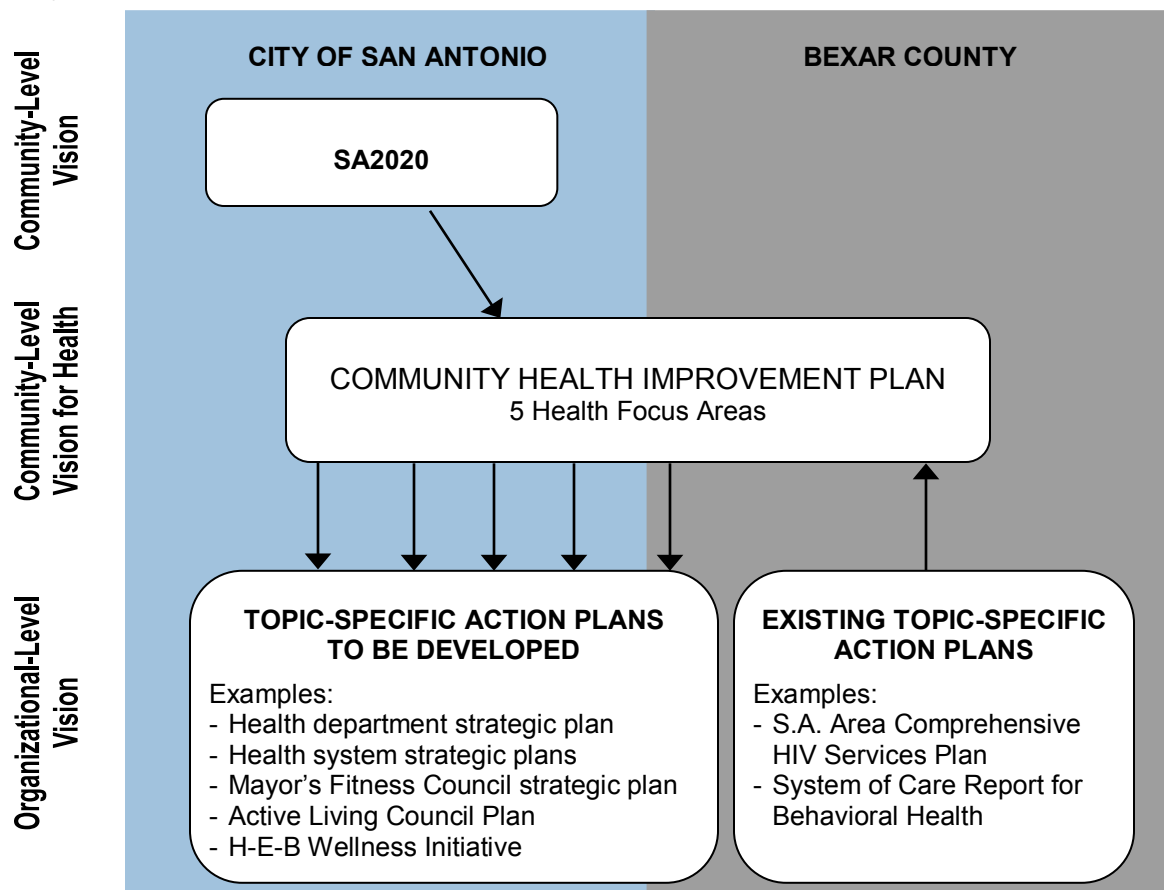 CITY OF SAN ANTONIO
BEXAR COUNTY
Community-Level
Vision
SA2020
Community-Level
Vision for Health
COMMUNITY HEALTH IMPROVEMENT PLAN
5 Health Focus Areas
Organizational-Level
Vision
TOPIC-SPECIFIC ACTION PLANS
TO BE DEVELOPED
Examples:
- Health department strategic plan
- Health system strategic plans
- Mayor's Fitness Council strategic plan
- Active Living Council Plan
- H-E-B Wellness Initiative
EXISTING TOPIC-SPECIFIC
ACTION PLANS
Examples:
- S.A. Area Comprehensive
HIV Services Plan
- System of Care Report for
Behavioral Health